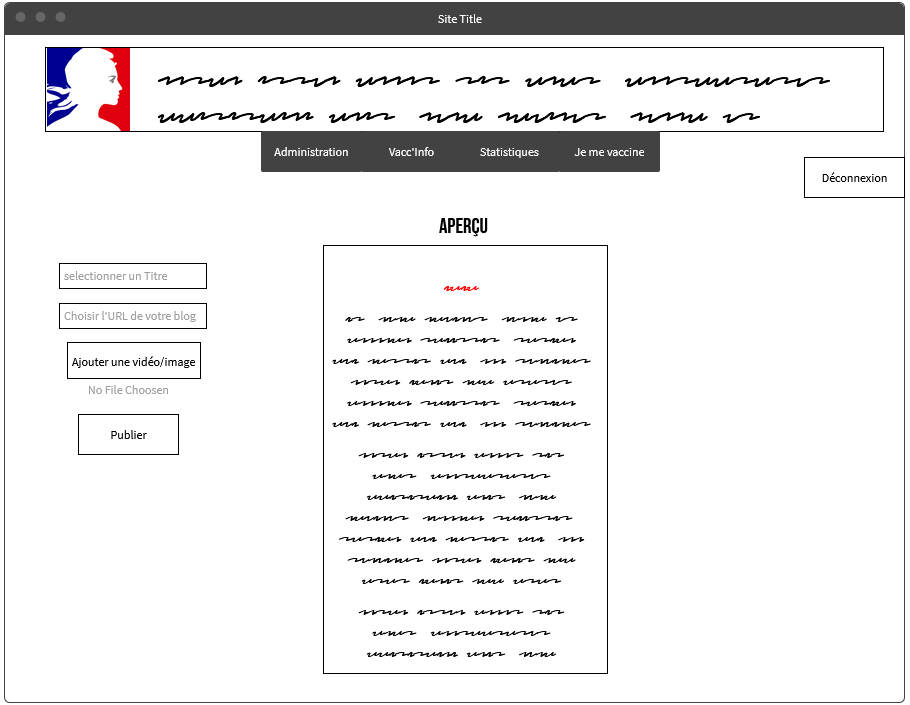 Site Title
Administration Vacc'Info Statistiques Je me vaccine
Déconnexion
APERÇU
selectionner un Titre
Choisir l'URL de votre blog
Ajouter une vidéo/image
No File Choosen
Publier